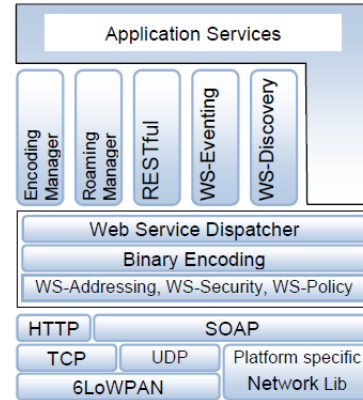 Application Services
Encoding
Manager
Roaming
Manager
RESTful
WS-Eventing
WS-Discovery
Web Service Dispatcher
Binary Encoding
WS-Addressing, WS-Security, WS-Policy
HTTP
SOAP
TCP
UDP
Platform specific
Network Lib
6LoWPAN